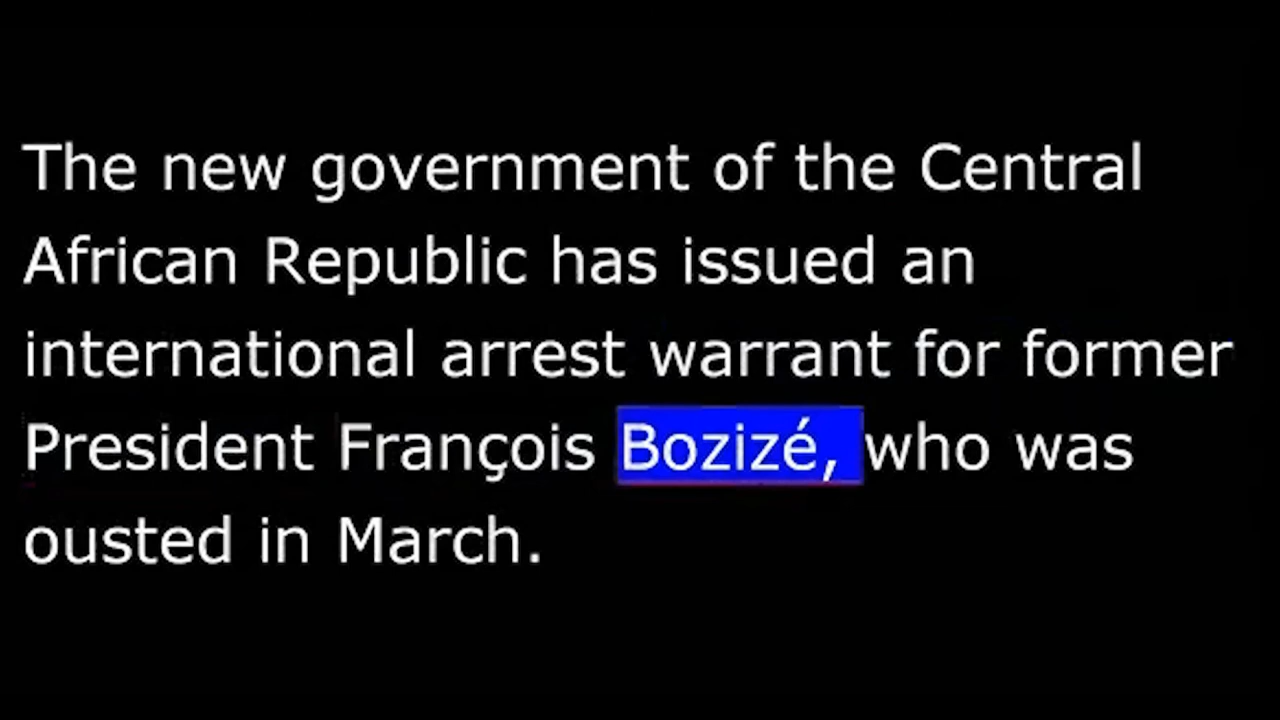 The new government of the Central
African Republic has issued an
international arrest warrant for former
President François Bozizé, who was
ousted in March.